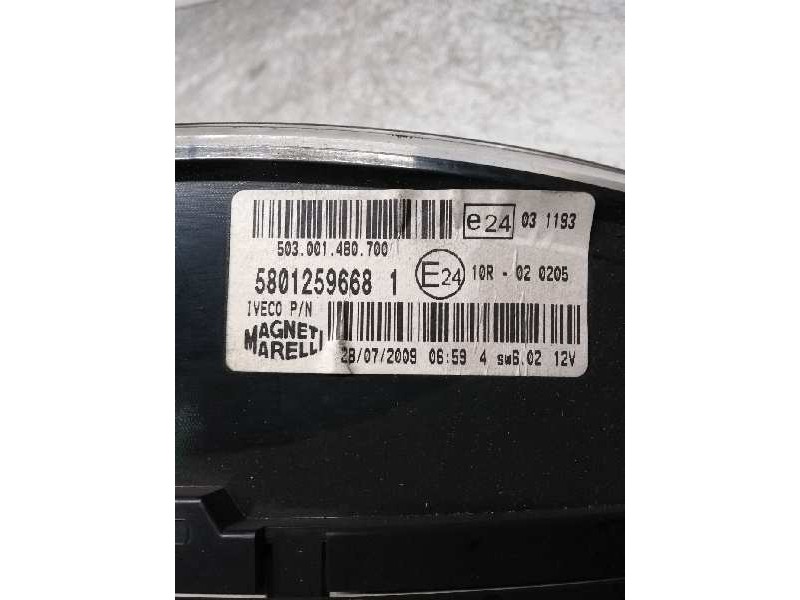 e24 03 1193
503.001.480.700
5801259668 1
E24 10R - 02 0205
IVECO P/N
MAGNETI
MARELLI
28/07/2009 06:59 4 sw6.02 12V